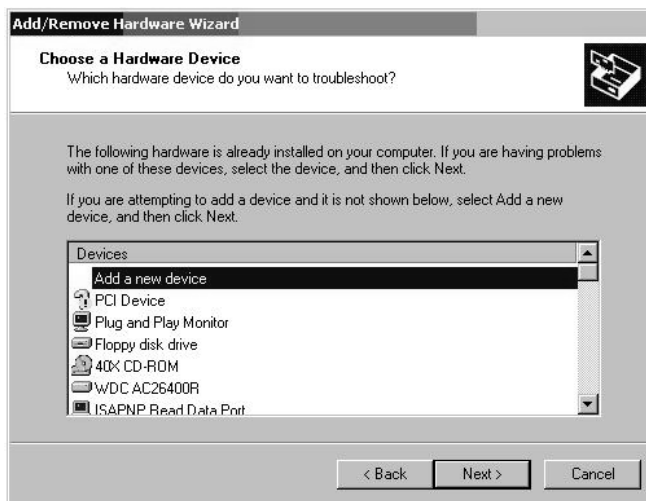 Add/Remove Hardware Wizard
Choose a Hardware Device
Which hardware device do you want to troubleshoot?
The following hardware is already installed on your computer. If you are having problems
with one of these devices, select the device, and then click Next.
If you are attempting to add a device and it is not shown below, select Add a new
device, and then click Next.
Devices
Add a new device
PCI Device
Plug and Play Monitor
Floppy disk drive
40X CD-ROM
WDC AC26400R
ISAPNP Read Data Port
< Back
Next >
Cancel